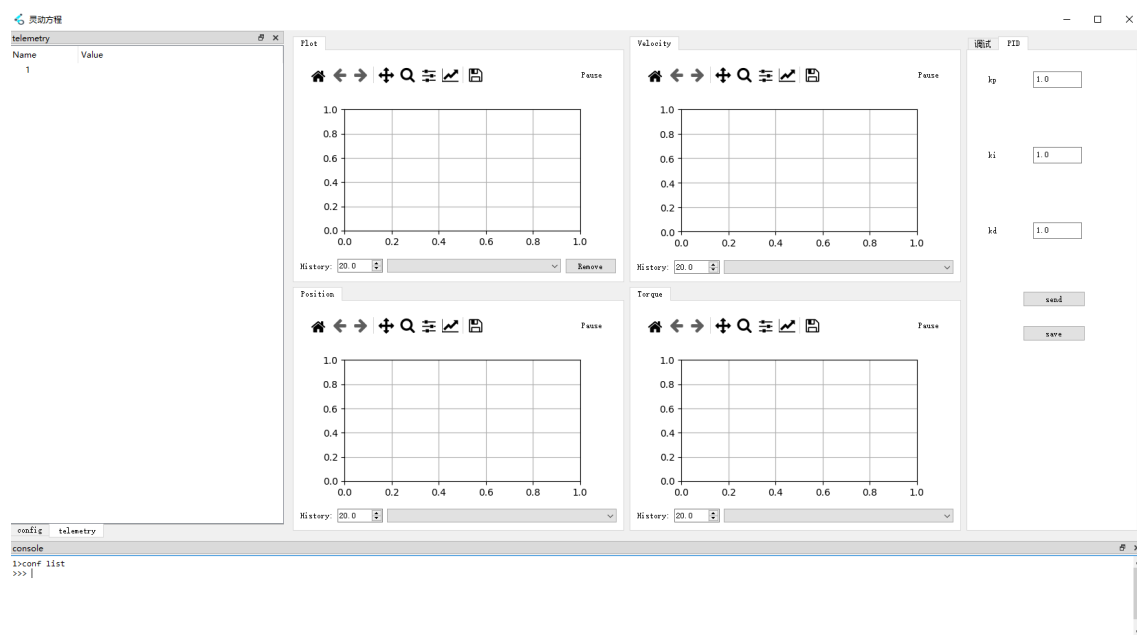 灵动方程
telemetry
Name Value
1
config telemetry
Plot
Pause
1.0
0.8
0.6
0.4
0.2
0.0
0.0 0.2 0.4 0.6 0.8 1.0
History: 20.0 Remove
Velocity
Pause
1.0
0.8
0.6
0.4
0.2
0.0
0.0 0.2 0.4 0.6 0.8 1.0
History: 20.0
Position
Pause
1.0
0.8
0.6
0.4
0.2
0.0
0.0 0.2 0.4 0.6 0.8 1.0
History: 20.0
Torque
Pause
1.0
0.8
0.6
0.4
0.2
0.0
0.0 0.2 0.4 0.6 0.8 1.0
History: 20.0
调试 PID
kp 1.0
ki 1.0
kd 1.0
send
save
console
1>conf list
>>>